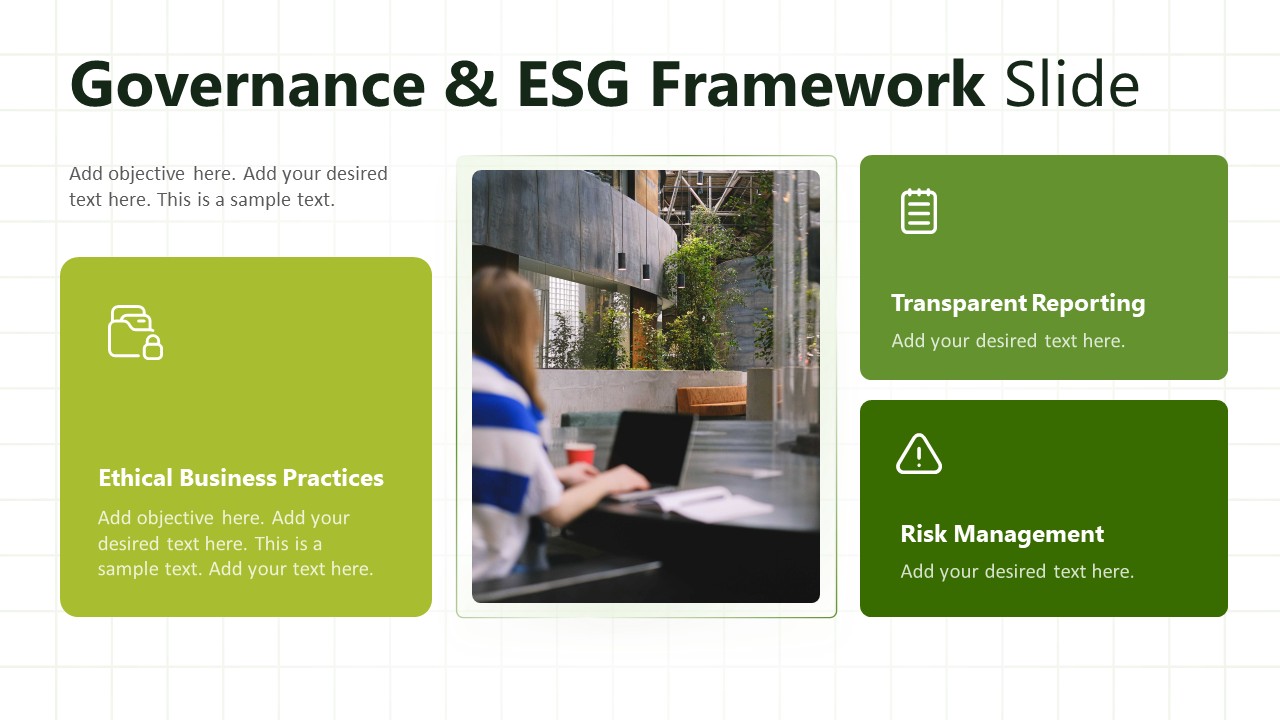 Governance & ESG Framework Slide
Add objective here. Add your desired
text here. This is a sample text.
Ethical Business Practices
Add objective here. Add your
desired text here. This is a
sample text. Add your text here.
Transparent Reporting
Add your desired text here.
Risk Management
Add your desired text here.